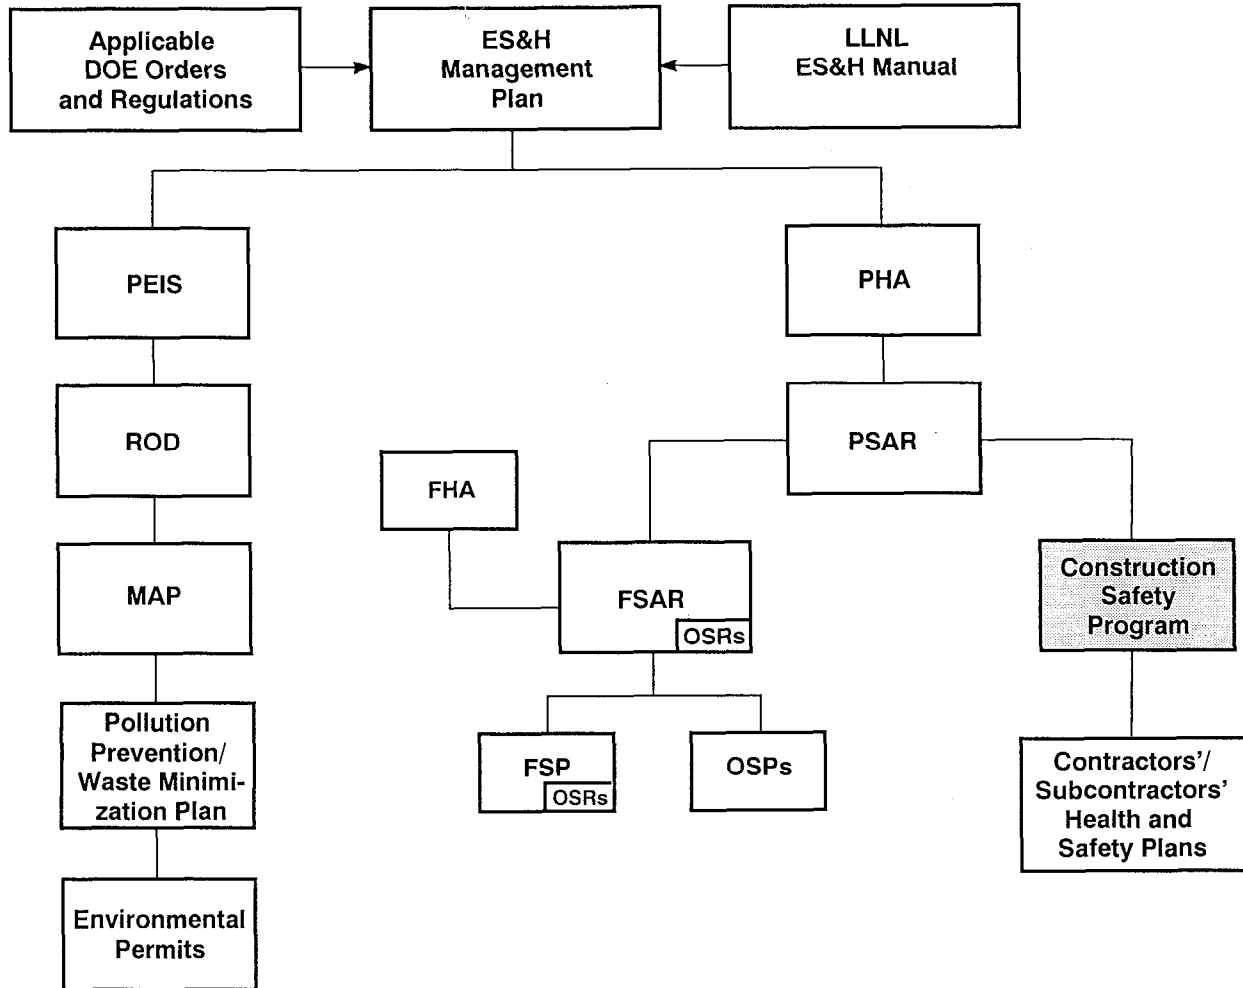 Applicable
DOE Orders
and Regulations
ES&H
Management
Plan
LLNL
ES&H Manual
PEIS
PHA
ROD
PSAR
FHA
MAP
FSAR
OSRs
Construction
Safety
Program
Pollution
Prevention/
Waste Minimi-
zation Plan
FSP
OSRs
OSPs
Contractors'/
Subcontractors'
Health and
Safety Plans
Environmental
Permits